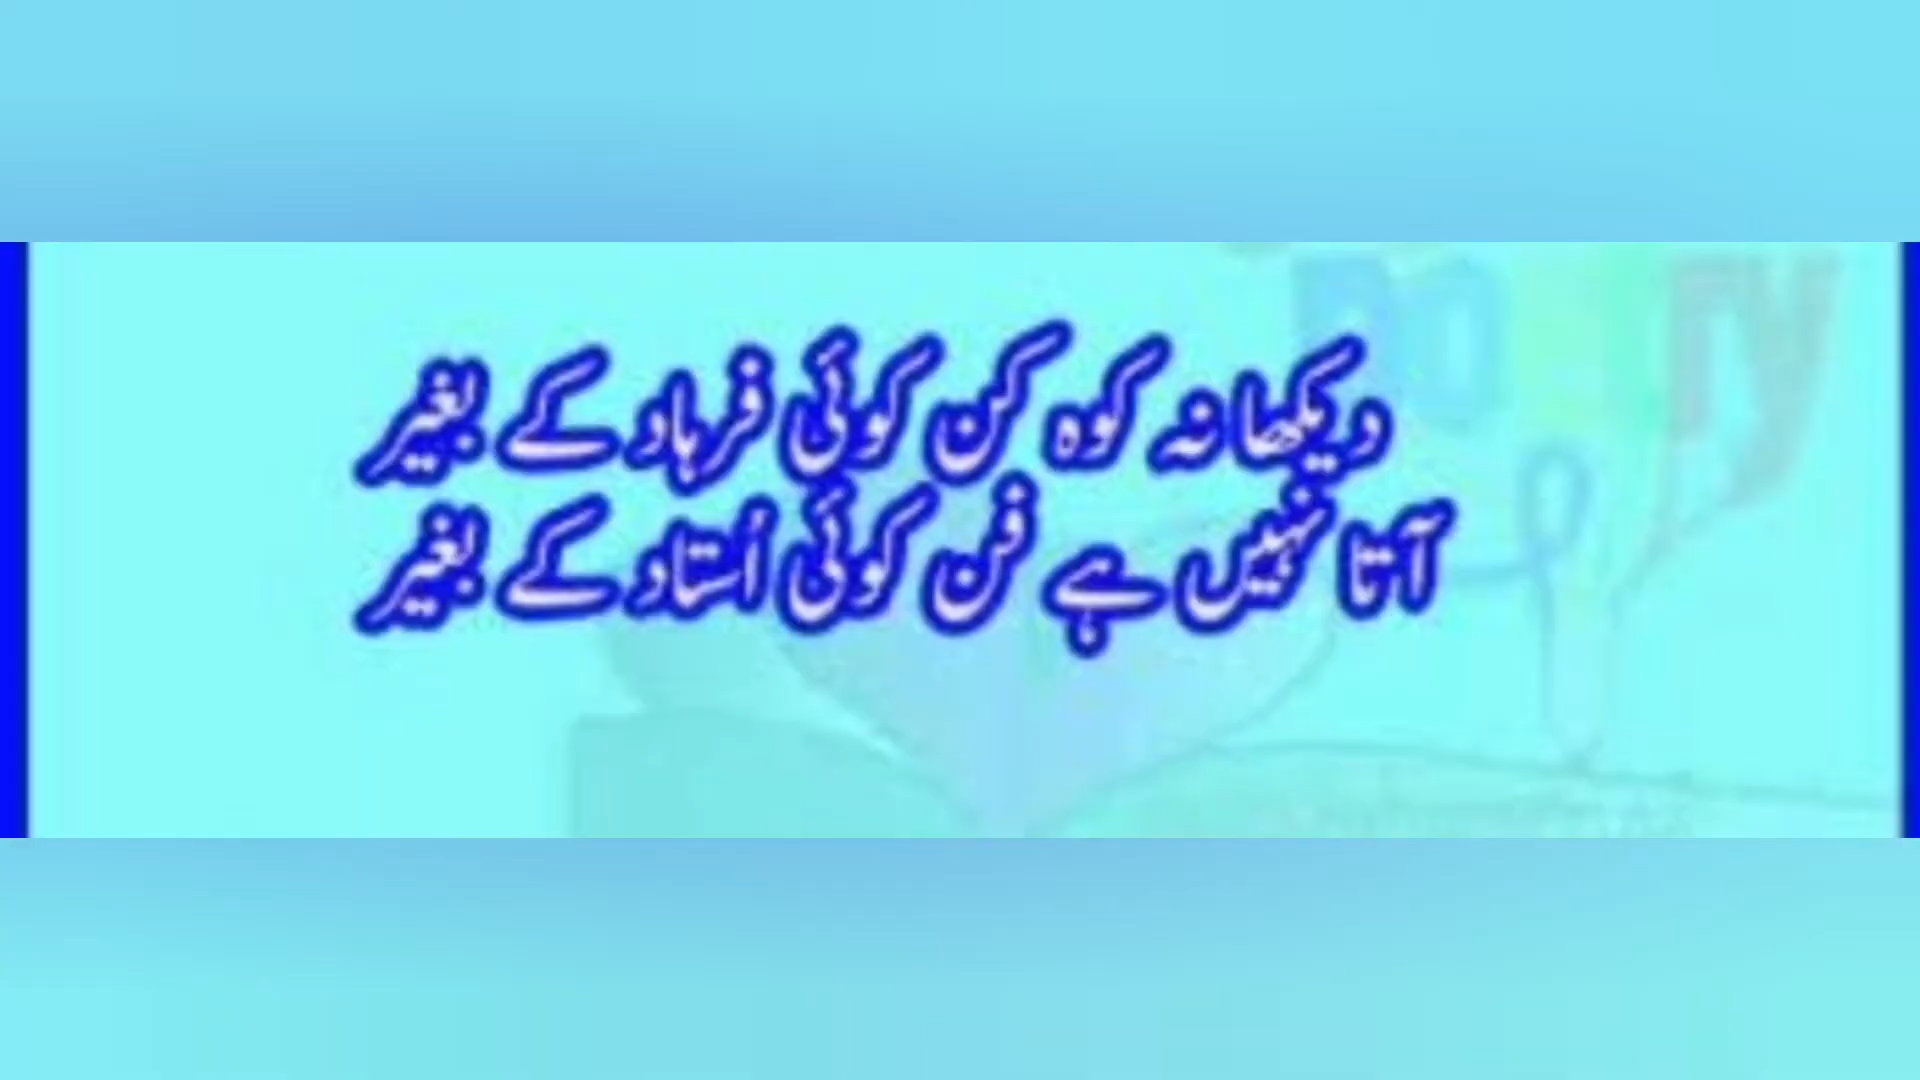 دیکھا نہ کوہ کن کوئی فرہاد کے بغیر
آتا نہیں ہے فن کوئی اُستاد کے بغیر